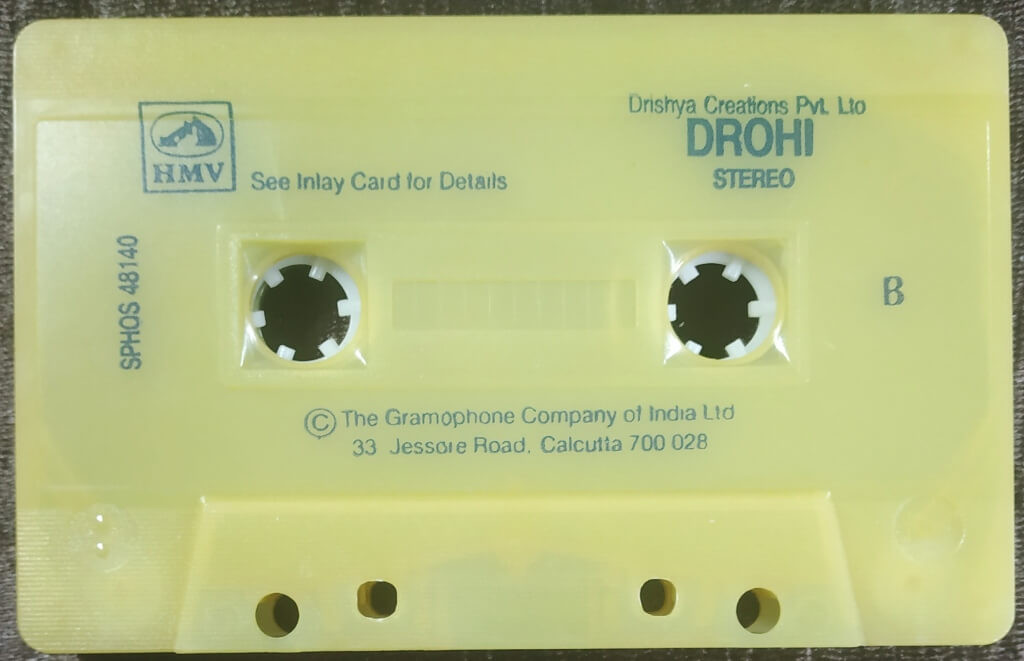 Drishya Creations Pvt. Ltd
DROHI
STEREO
HMV
See Inlay Card for Details
SPHOS 48140
B
© The Gramophone Company of India Ltd
33 Jessore Road, Calcutta 700 028